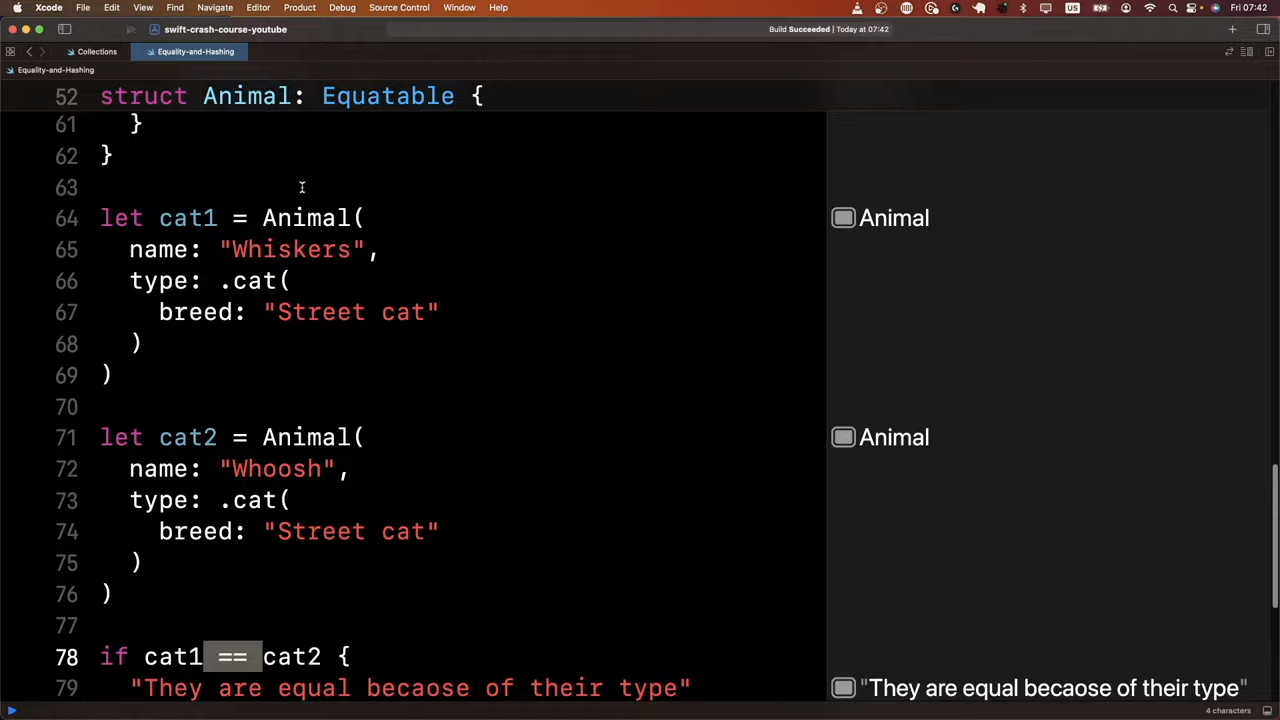 Xcode File Edit View Find Navigate Editor Product Debug Source Control Window Help US Fri 07:42
swift-crash-course-youtube Build Succeeded | Today at 07:42
Collections Equality-and-Hashing
Equality-and-Hashing
52 struct Animal: Equatable {
61 }
62 }
63
64 let cat1 = Animal( Animal
65 name: "Whiskers",
66 type: .cat(
67 breed: "Street cat"
68 )
69 )
70
71 let cat2 = Animal( Animal
72 name: "Whoosh",
73 type: .cat(
74 breed: "Street cat"
75 )
76 )
77
78 if cat1 == cat2 {
79 "They are equal becaose of their type" "They are equal becaose of their type"
4 characters